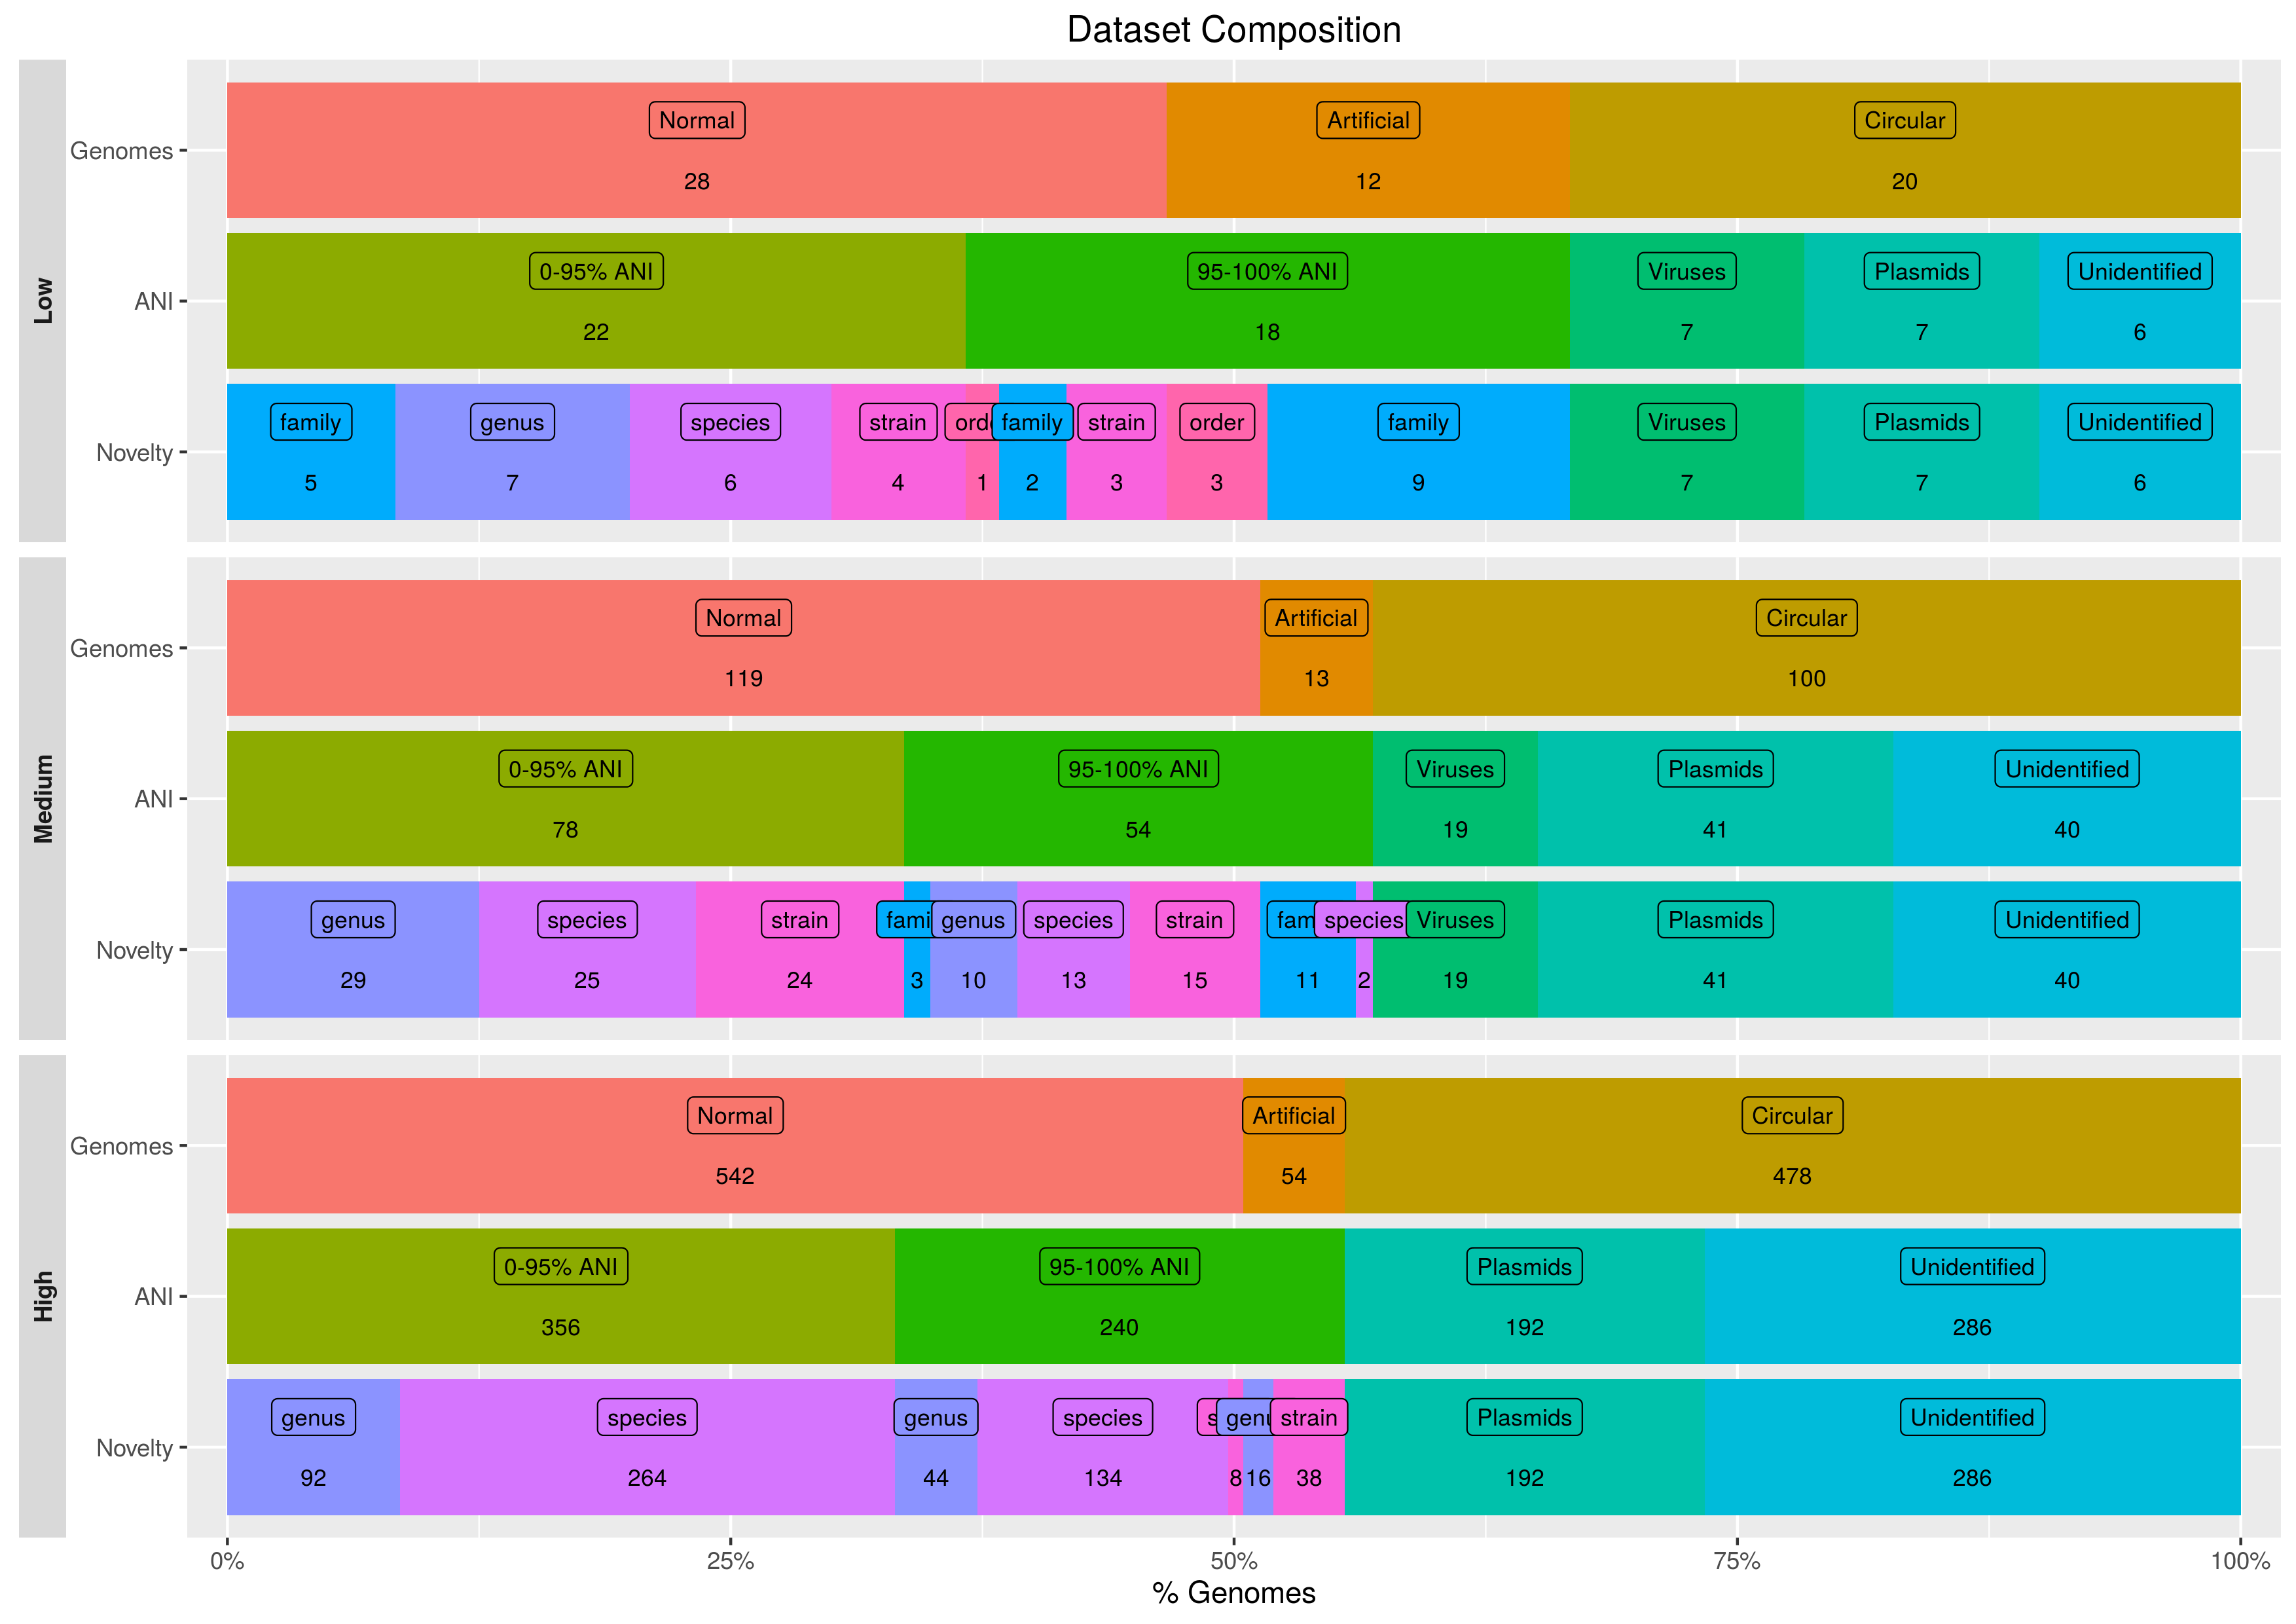 Dataset Composition
Low
Genomes
Normal Artificial Circular
28 12 20
ANI
0-95% ANI 95-100% ANI Viruses Plasmids Unidentified
22 18 7 7 6
Novelty
family genus species strain family strain order family Viruses Plasmids Unidentified
5 7 6 4 1 2 3 3 9 7 7 6
Medium
Genomes
Normal Artificial Circular
119 13 100
ANI
0-95% ANI 95-100% ANI Viruses Plasmids Unidentified
78 54 19 41 40
Novelty
genus species strain genus species strain species Viruses Plasmids Unidentified
29 25 24 3 10 13 15 11 2 19 41 40
High
Genomes
Normal Artificial Circular
542 54 478
ANI
0-95% ANI 95-100% ANI Plasmids Unidentified
356 240 192 286
Novelty
genus species genus species strain Plasmids Unidentified
92 264 44 134 8 16 38 192 286
0% 25% 50% 75% 100%
% Genomes